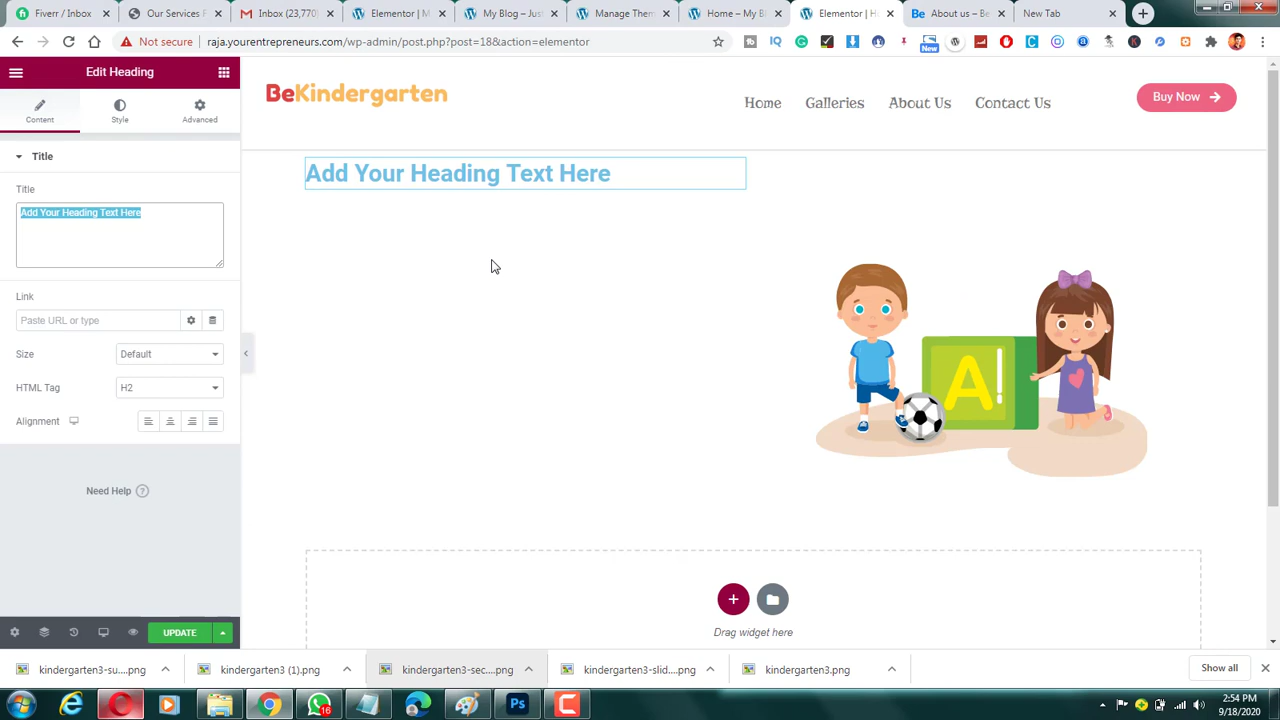 Fiverr / Inbox
Our Services F
Inbox (23,770)
Elementor | M
My Blog – Jus
Manage Them
Home – My Bl
Elementor | H
About us – Be
New Tab
Not secure | raja.yourentrepreneurs.com/wp-admin/post.php?post=18&action=elementor
New
Edit Heading
Content
Style
Advanced
Title
Title
Add Your Heading Text Here
Link
Paste URL or type
Size
Default
HTML Tag
H2
Alignment
Need Help
UPDATE
BeKindergarten
Home
Galleries
About Us
Contact Us
Buy Now
Add Your Heading Text Here
A!
Drag widget here
kindergarten3-su....png
kindergarten3 (1).png
kindergarten3-sec....png
kindergarten3-slid....png
kindergarten3.png
Show all
16
Ps
2:54 PM
9/18/2020